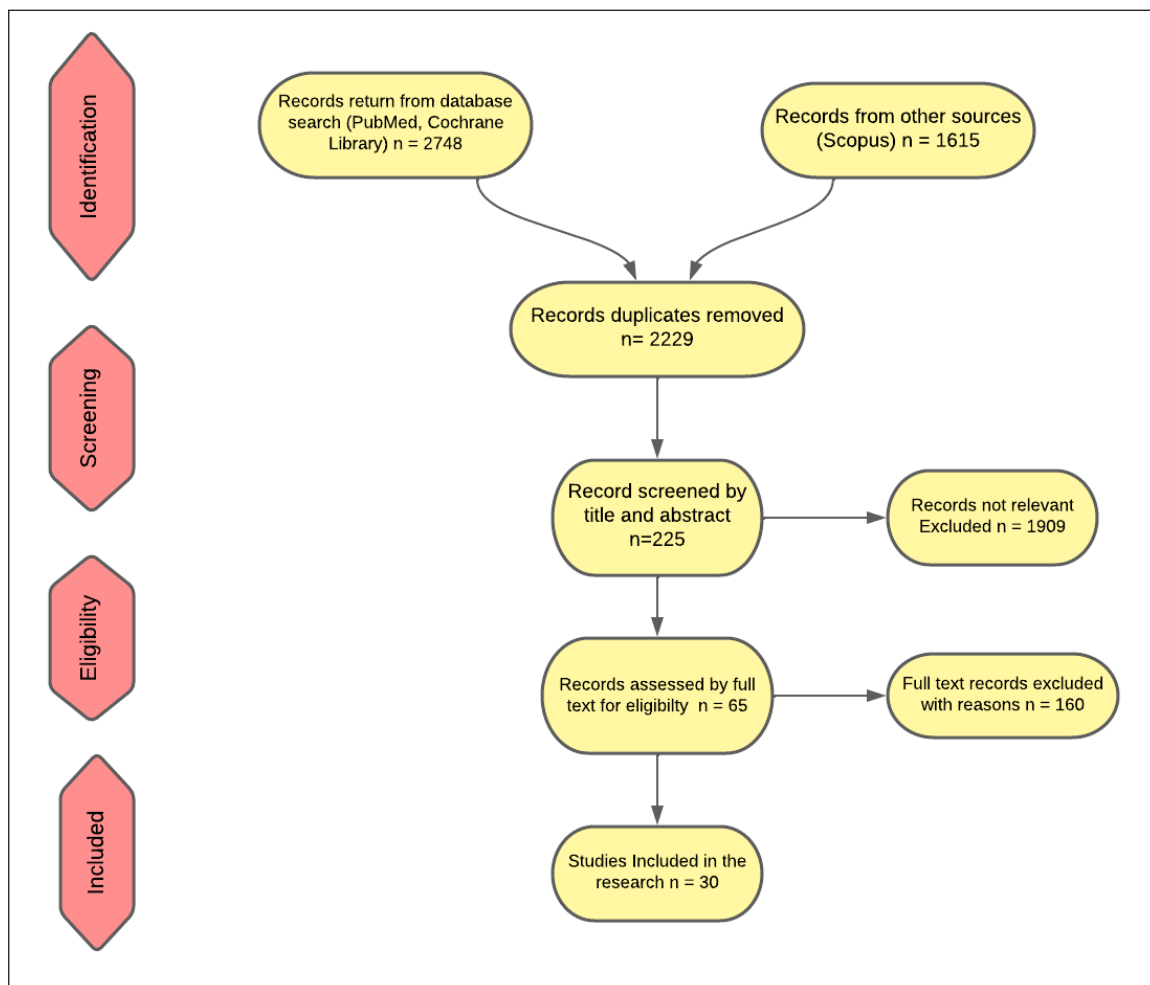 Identification
Records return from database
search (PubMed, Cochrane
Library) n = 2748
Records from other sources
(Scopus) n = 1615
Records duplicates removed
n= 2229
Screening
Record screened by
title and abstract
n=225
Records not relevant
Excluded n = 1909
Eligibility
Records assessed by full
text for eligibilty n = 65
Full text records excluded
with reasons n = 160
Included
Studies Included in the
research n = 30